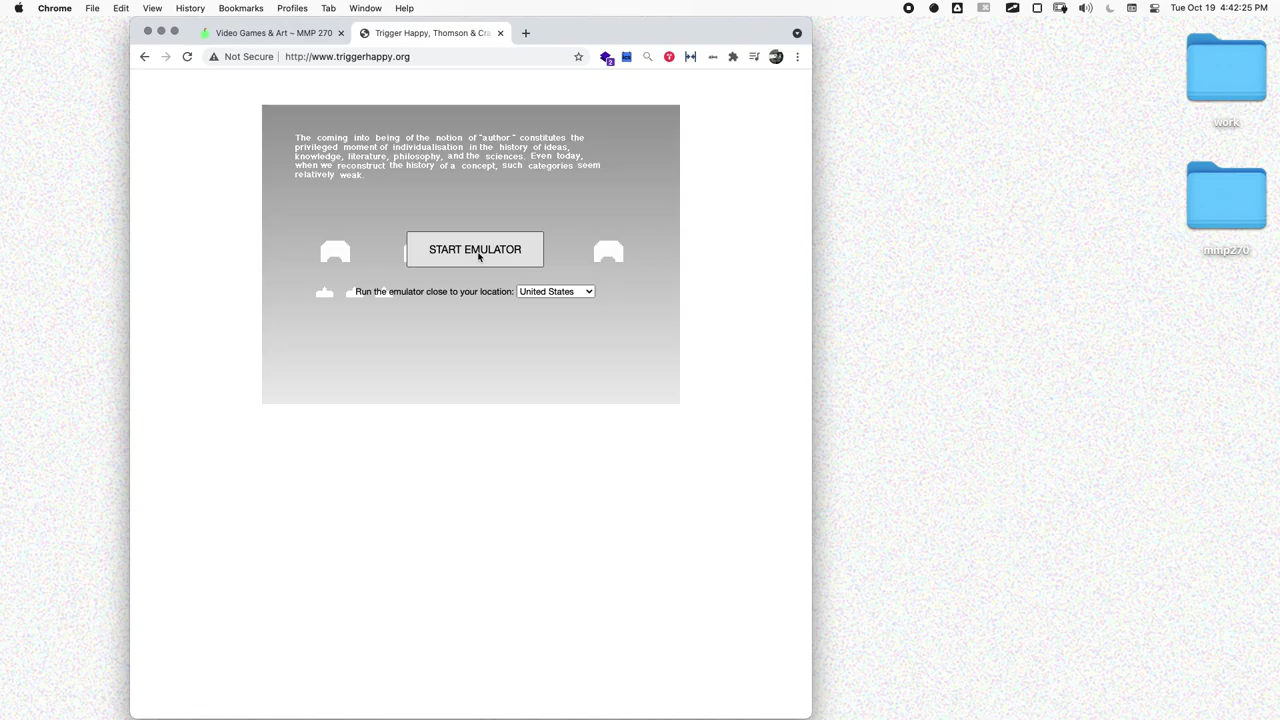 Chrome File Edit View History Bookmarks Profiles Tab Window Help Tue Oct 19 4:42:25 PM
Video Games & Art ~ MMP 270 Trigger Happy, Thomson & Cra
Not Secure http://www.triggerhappy.org
work
mmp270
The coming into being of the notion of "author" constitutes the
privileged moment of individualisation in the history of ideas,
knowledge, literature, philosophy, and the sciences. Even today,
when we reconstruct the history of a concept, such categories seem
relatively weak.
START EMULATOR
Run the emulator close to your location: United States